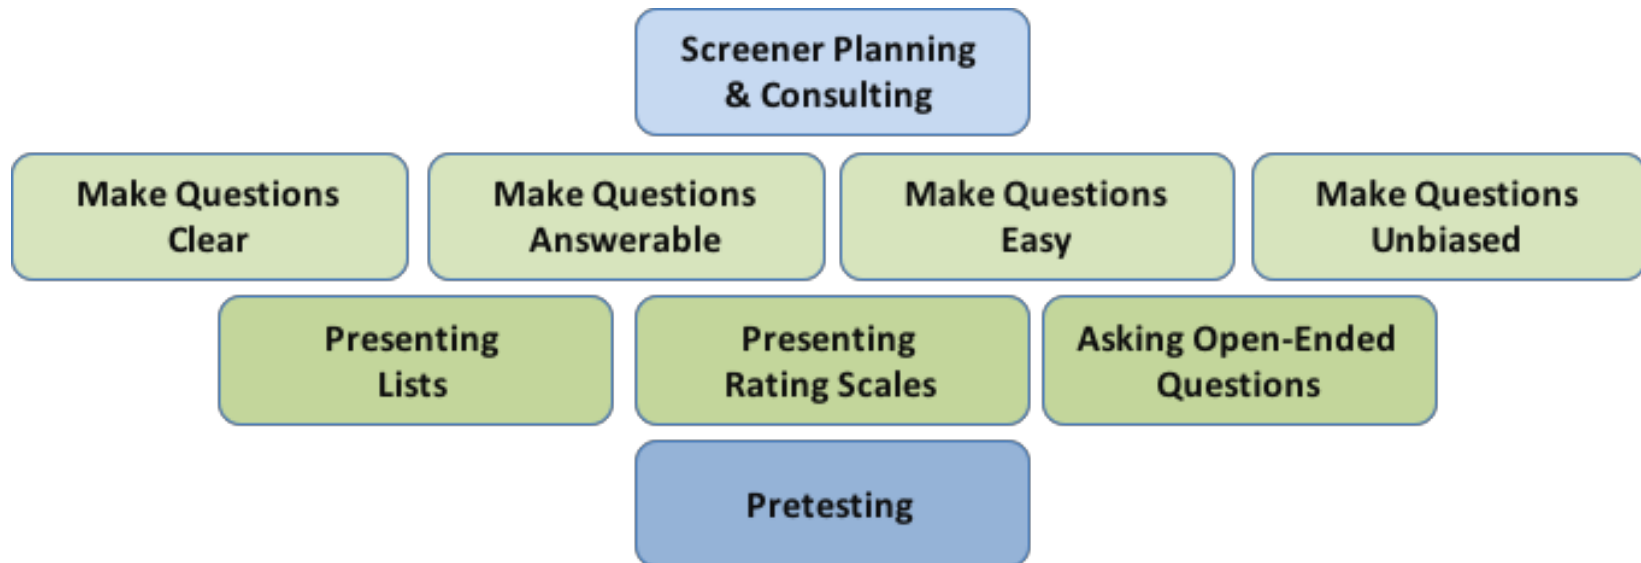 Screener Planning
& Consulting
Make Questions
Clear
Make Questions
Answerable
Make Questions
Easy
Make Questions
Unbiased
Presenting
Lists
Presenting
Rating Scales
Asking Open-Ended
Questions
Pretesting